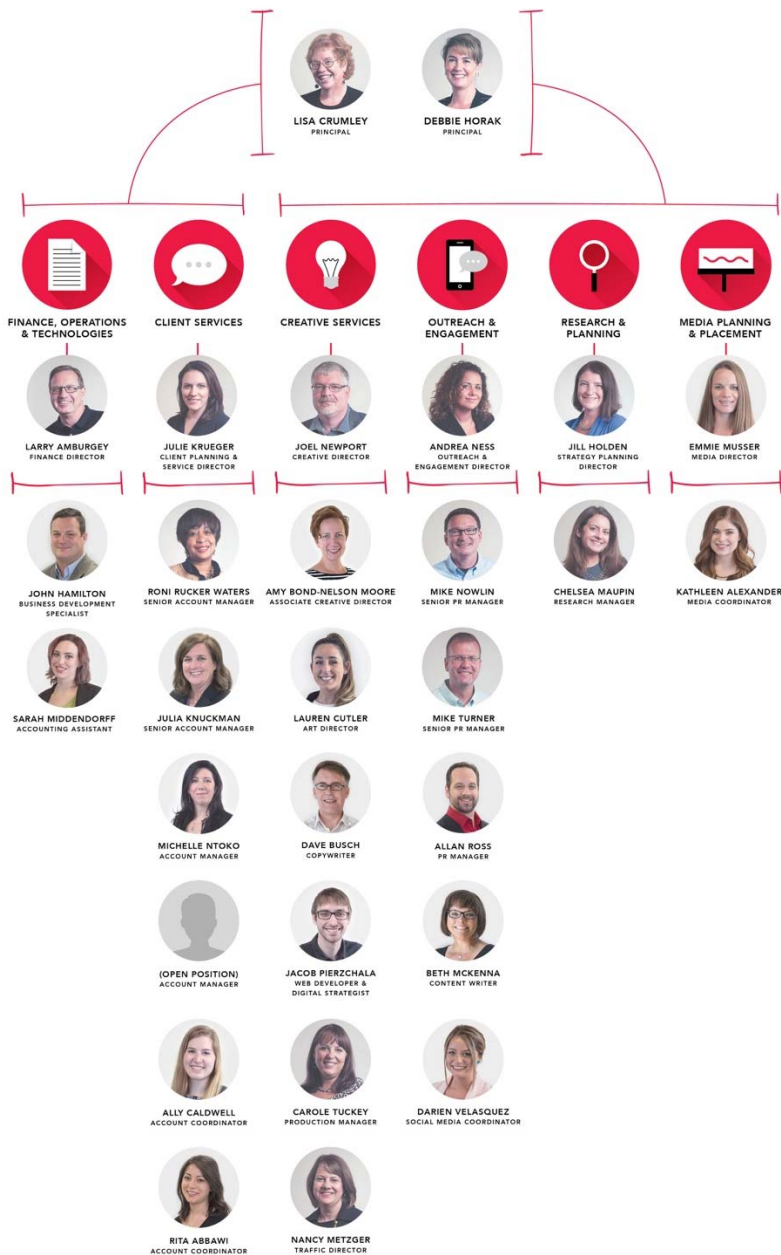 LISA CRUMLEY
PRINCIPAL
DEBBIE HORAK
PRINCIPAL
FINANCE, OPERATIONS
& TECHNOLOGIES
CLIENT SERVICES
CREATIVE SERVICES
OUTREACH &
ENGAGEMENT
RESEARCH &
PLANNING
MEDIA PLANNING
& PLACEMENT
LARRY AMBURGEY
FINANCE DIRECTOR
JULIE KRUEGER
CLIENT PLANNING &
SERVICE DIRECTOR
JOEL NEWPORT
CREATIVE DIRECTOR
ANDREA NESS
OUTREACH &
ENGAGEMENT DIRECTOR
JILL HOLDEN
STRATEGY PLANNING
DIRECTOR
EMMIE MUSSER
MEDIA DIRECTOR
JOHN HAMILTON
BUSINESS DEVELOPMENT
SPECIALIST
RONI RUCKER WATERS
SENIOR ACCOUNT MANAGER
AMY BOND-NELSON MOORE
ASSOCIATE CREATIVE DIRECTOR
MIKE NOWLIN
SENIOR PR MANAGER
CHELSEA MAUPIN
RESEARCH MANAGER
KATHLEEN ALEXANDER
MEDIA COORDINATOR
SARAH MIDDENDORFF
ACCOUNTING ASSISTANT
JULIA KNUCKMAN
SENIOR ACCOUNT MANAGER
LAUREN CUTLER
ART DIRECTOR
MIKE TURNER
SENIOR PR MANAGER
MICHELLE NTOKO
ACCOUNT MANAGER
DAVE BUSCH
COPYWRITER
ALLAN ROSS
PR MANAGER
(OPEN POSITION)
ACCOUNT MANAGER
JACOB PIERZCHALA
WEB DEVELOPER &
DIGITAL STRATEGIST
BETH MCKENNA
CONTENT WRITER
ALLY CALDWELL
ACCOUNT COORDINATOR
CAROLE TUCKEY
PRODUCTION MANAGER
DARIEN VELASQUEZ
SOCIAL MEDIA COORDINATOR
RITA ABBAWI
ACCOUNT COORDINATOR
NANCY METZGER
TRAFFIC DIRECTOR